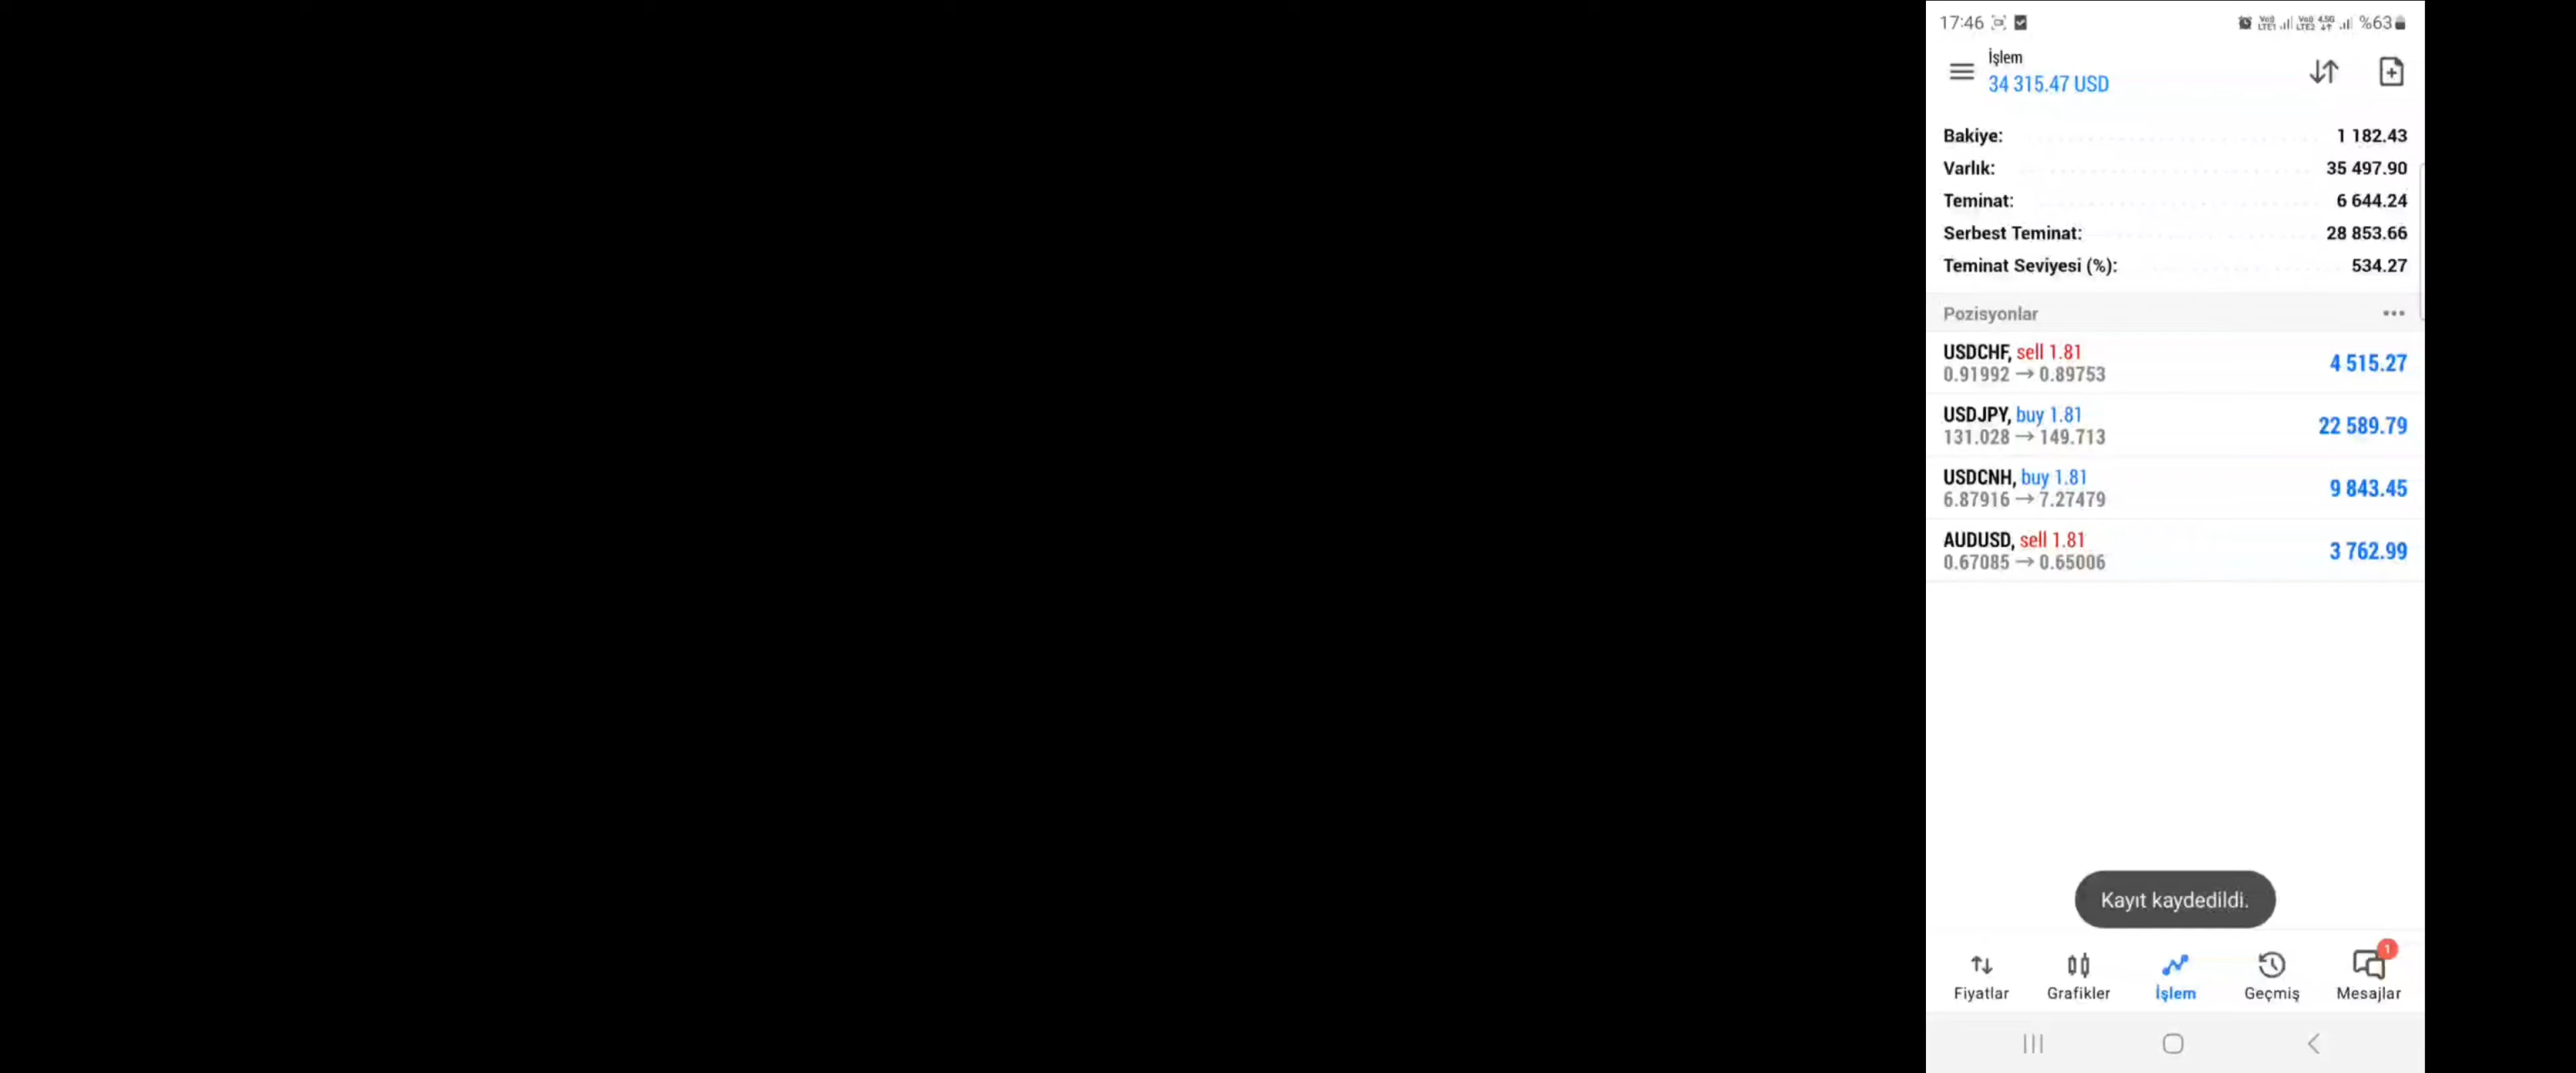 17:46 %63
İşlem
34 315.47 USD
Bakiye: 1 182.43
Varlık: 35 497.90
Teminat: 6 644.24
Serbest Teminat: 28 853.66
Teminat Seviyesi (%): 534.27
Pozisyonlar
USDCHF, sell 1.81 4 515.27
0.91992 → 0.89753
USDJPY, buy 1.81 22 589.79
131.028 → 149.713
USDCNH, buy 1.81 9 843.45
6.87916 → 7.27479
AUDUSD, sell 1.81 3 762.99
0.67085 → 0.65006
Kayıt kaydedildi.
1
Fiyatlar Grafikler İşlem Geçmiş Mesajlar